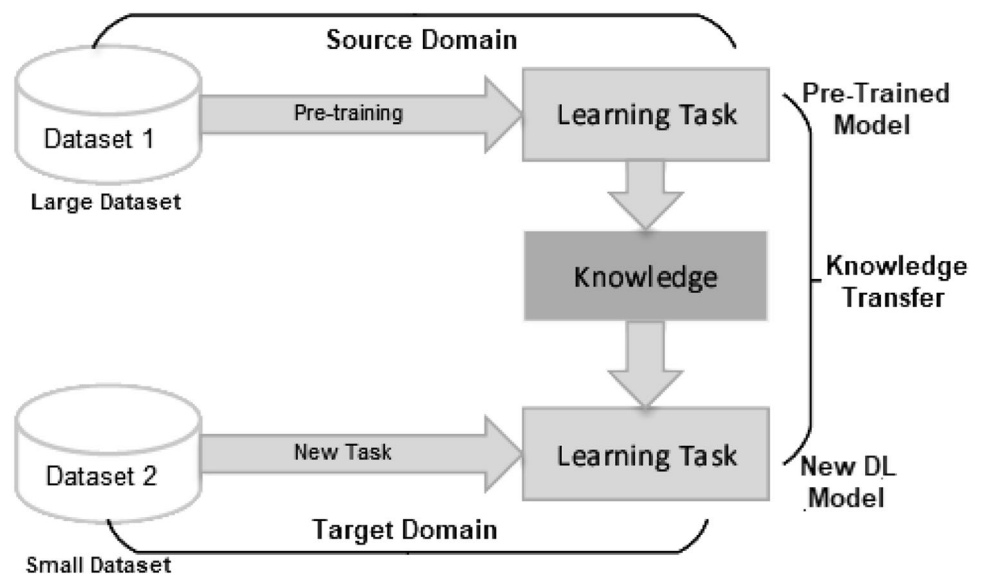 Source Domain
Dataset 1
Pre-training
Learning Task
Pre-Trained
Model
Large Dataset
Knowledge
Knowledge
Transfer
Dataset 2
New Task
Learning Task
New DL
Model
Target Domain
Small Dataset